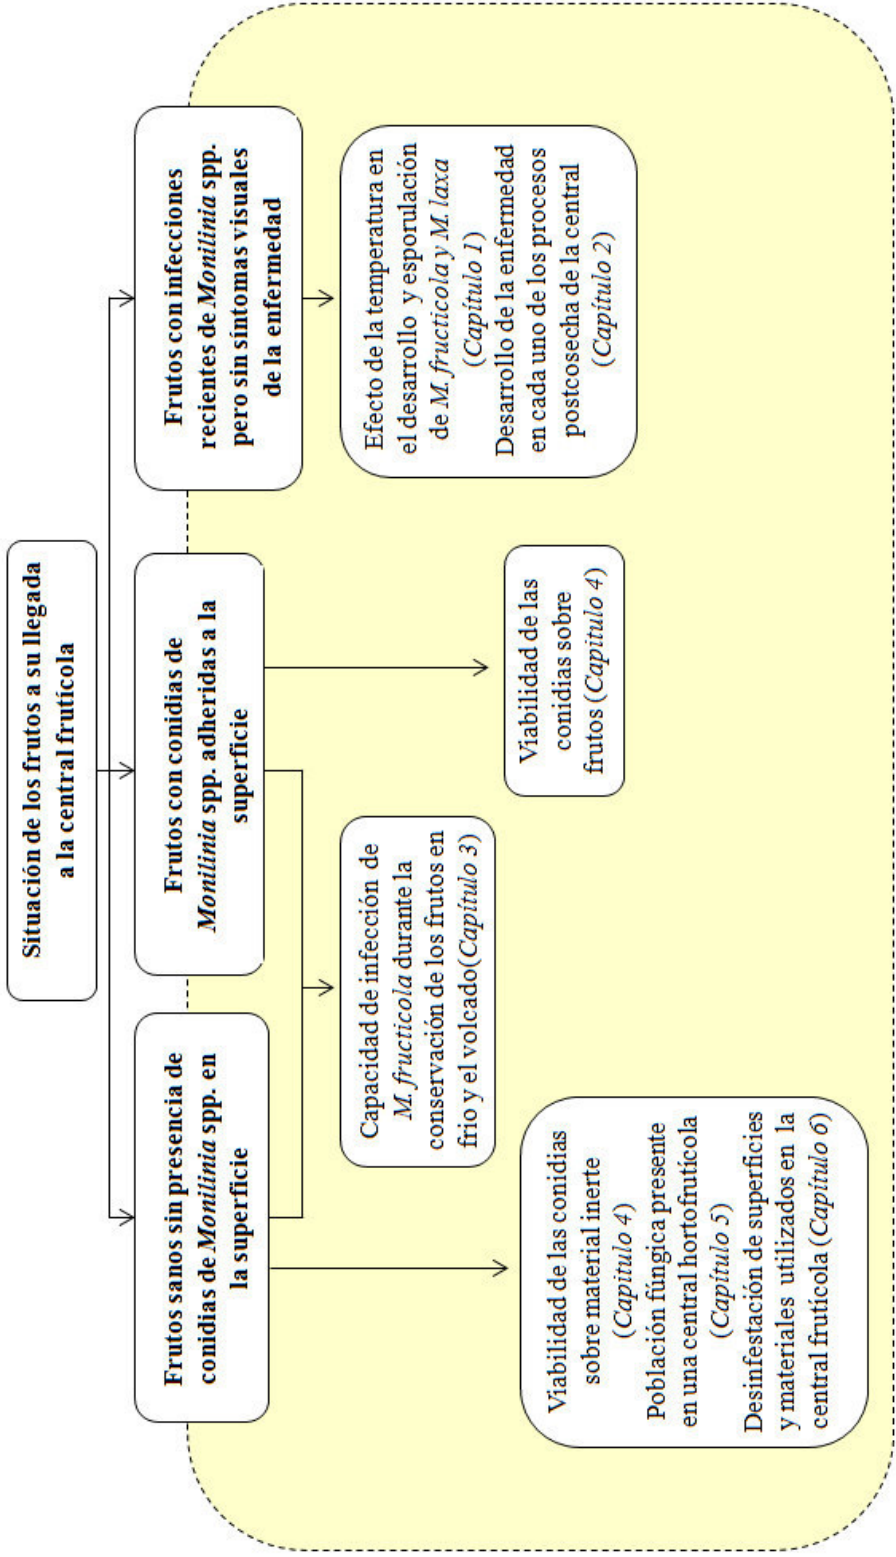 Situación de los frutos a su llegada
a la central frutícola
Frutos sanos sin presencia de
conidias de Monilinia spp. en
la superficie
Frutos con conidias de
Monilinia spp. adheridas a la
superficie
Frutos con infecciones
recientes de Monilinia spp.
pero sin síntomas visuales
de la enfermedad
Capacidad de infección de
M. fructicola durante la
conservación de los frutos en
frio y el volcado(Capítulo 3)
Efecto de la temperatura en
el desarrollo y esporulación
de M. fructicola y M. laxa
(Capítulo 1)
Desarrollo de la enfermedad
en cada uno de los procesos
postcosecha de la central
(Capítulo 2)
Viabilidad de las conidias
sobre material inerte
(Capitulo 4)
Población fúngica presente
en una central hortofrutícola
(Capítulo 5)
Desinfestación de superficies
y materiales utilizados en la
central frutícola (Capítulo 6)
Viabilidad de las
conidias sobre
frutos (Capitulo 4)